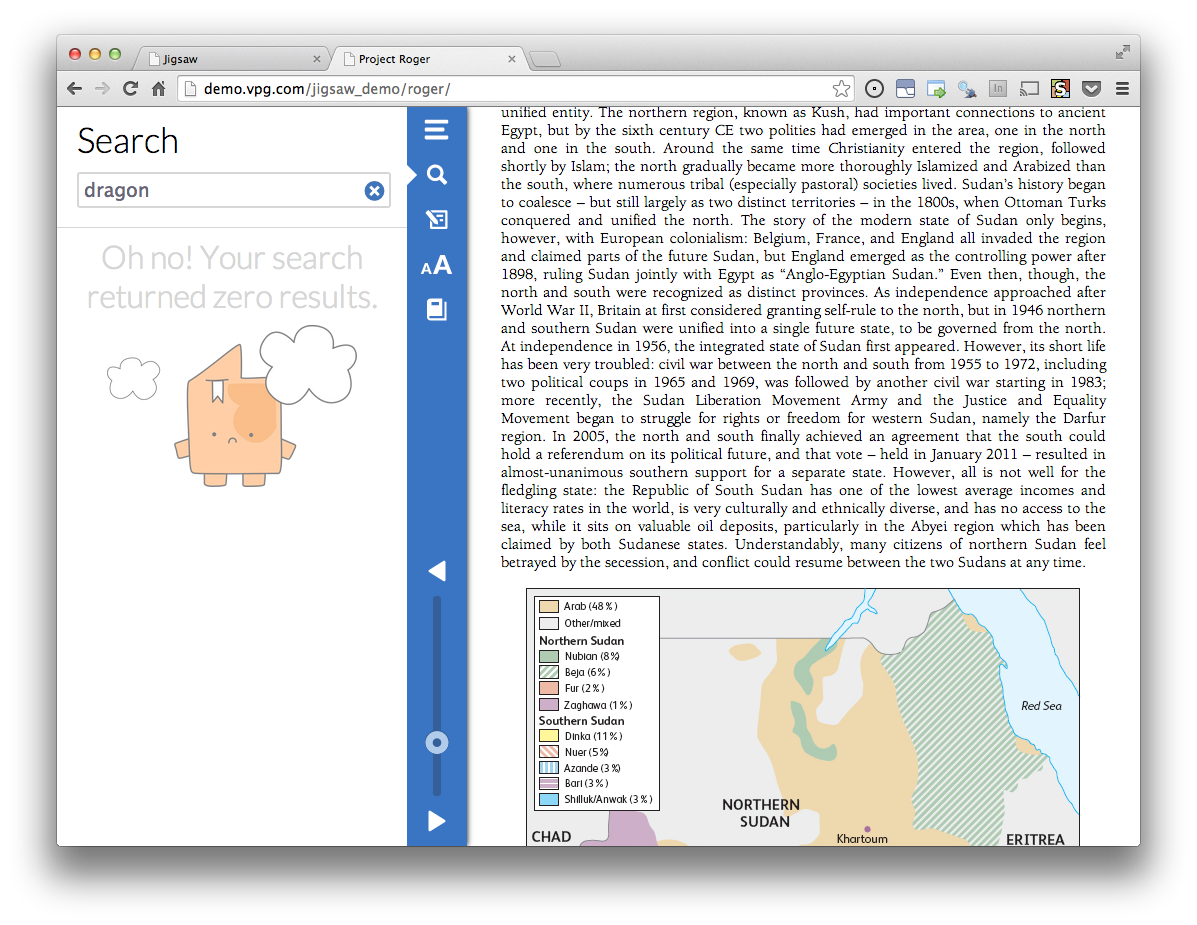 Jigsaw
Project Roger
demo.vpg.com/jigsaw_demo/roger/
In
S
Search
dragon
Oh no! Your search
returned zero results.
AA
unified entity. The northern region, known as Kush, had important connections to ancient
Egypt, but by the sixth century CE two polities had emerged in the area, one in the north
and one in the south. Around the same time Christianity entered the region, followed
shortly by Islam; the north gradually became more thoroughly Islamized and Arabized than
the south, where numerous tribal (especially pastoral) societies lived. Sudan’s history began
to coalesce – but still largely as two distinct territories – in the 1800s, when Ottoman Turks
conquered and unified the north. The story of the modern state of Sudan only begins,
however, with European colonialism: Belgium, France, and England all invaded the region
and claimed parts of the future Sudan, but England emerged as the controlling power after
1898, ruling Sudan jointly with Egypt as “Anglo-Egyptian Sudan.” Even then, though, the
north and south were recognized as distinct provinces. As independence approached after
World War II, Britain at first considered granting self-rule to the north, but in 1946 northern
and southern Sudan were unified into a single future state, to be governed from the north.
At independence in 1956, the integrated state of Sudan first appeared. However, its short life
has been very troubled: civil war between the north and south from 1955 to 1972, including
two political coups in 1965 and 1969, was followed by another civil war starting in 1983;
more recently, the Sudan Liberation Movement Army and the Justice and Equality
Movement began to struggle for rights or freedom for western Sudan, namely the Darfur
region. In 2005, the north and south finally achieved an agreement that the south could
hold a referendum on its political future, and that vote – held in January 2011 – resulted in
almost-unanimous southern support for a separate state. However, all is not well for the
fledgling state: the Republic of South Sudan has one of the lowest average incomes and
literacy rates in the world, is very culturally and ethnically diverse, and has no access to the
sea, while it sits on valuable oil deposits, particularly in the Abyei region which has been
claimed by both Sudanese states. Understandably, many citizens of northern Sudan feel
betrayed by the secession, and conflict could resume between the two Sudans at any time.
Arab (48%)
Other/mixed
Northern Sudan
Nubian (8%)
Beja (6%)
Fur (2%)
Zaghawa (1%)
Southern Sudan
Dinka (11%)
Nuer (5%)
Azande (3%)
Bari (3%)
Shilluk/Anwak (3%)
Red Sea
NORTHERN
SUDAN
CHAD
Khartoum
ERITREA